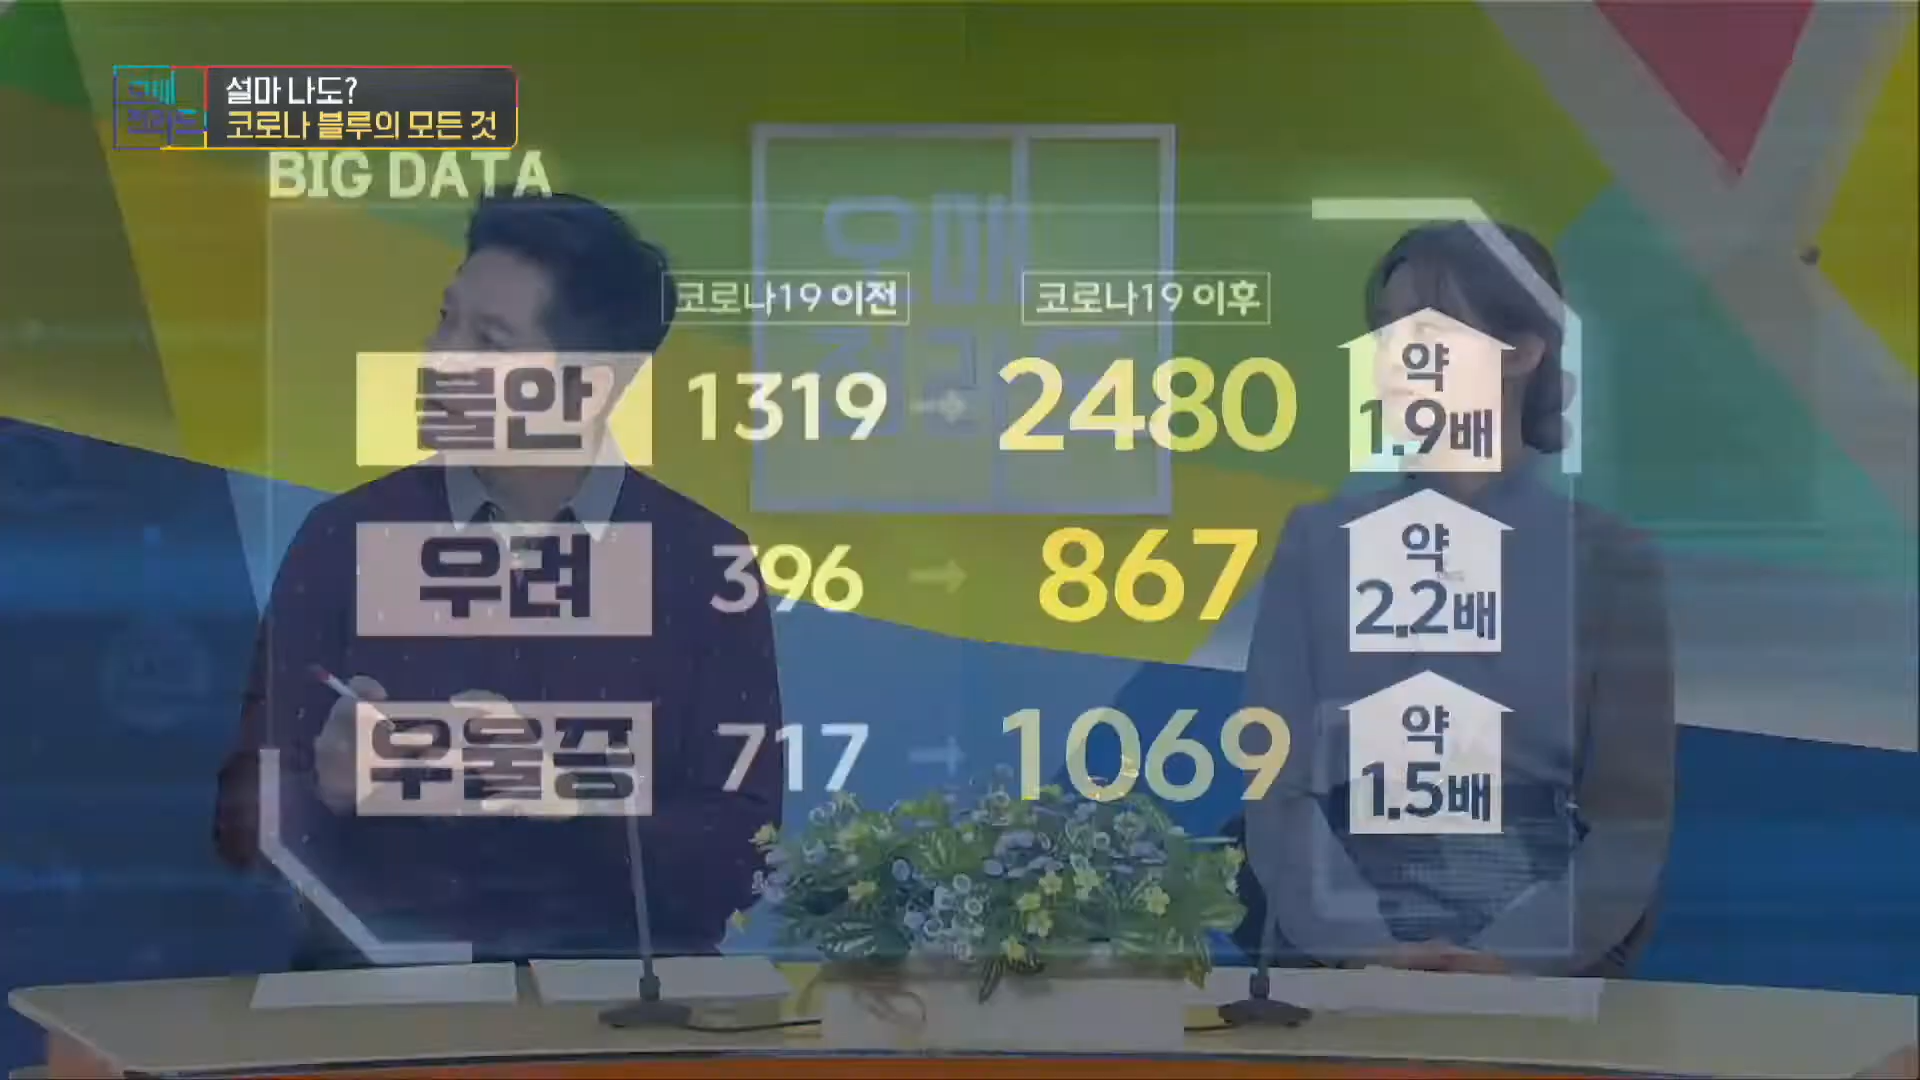 설마 나도?
코로나 블루의 모든 것
BIG DATA
우매
코로나19 이전
코로나19 이후
불안
1319
2480
약
1.9배
우려
396
867
약
2.2배
우울증
717
1069
약
1.5배